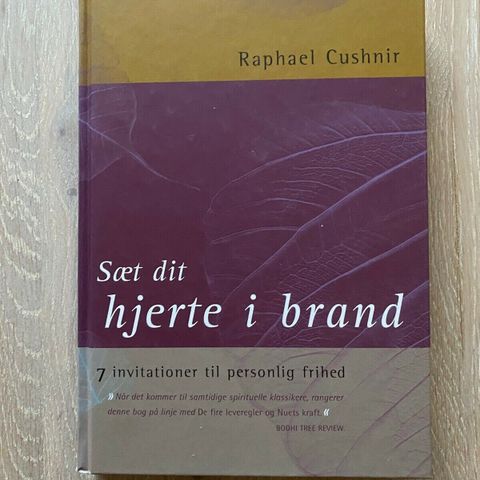 Raphael Cushnir
Sæt dit
hjerte i brand
7 invitationer til personlig frihed
» Når det kommer til samtidige spirituelle klassikere, rangerer
denne bog på linje med De fire leveregler og Nuets kraft. «
BODHI TREE REVIEW.